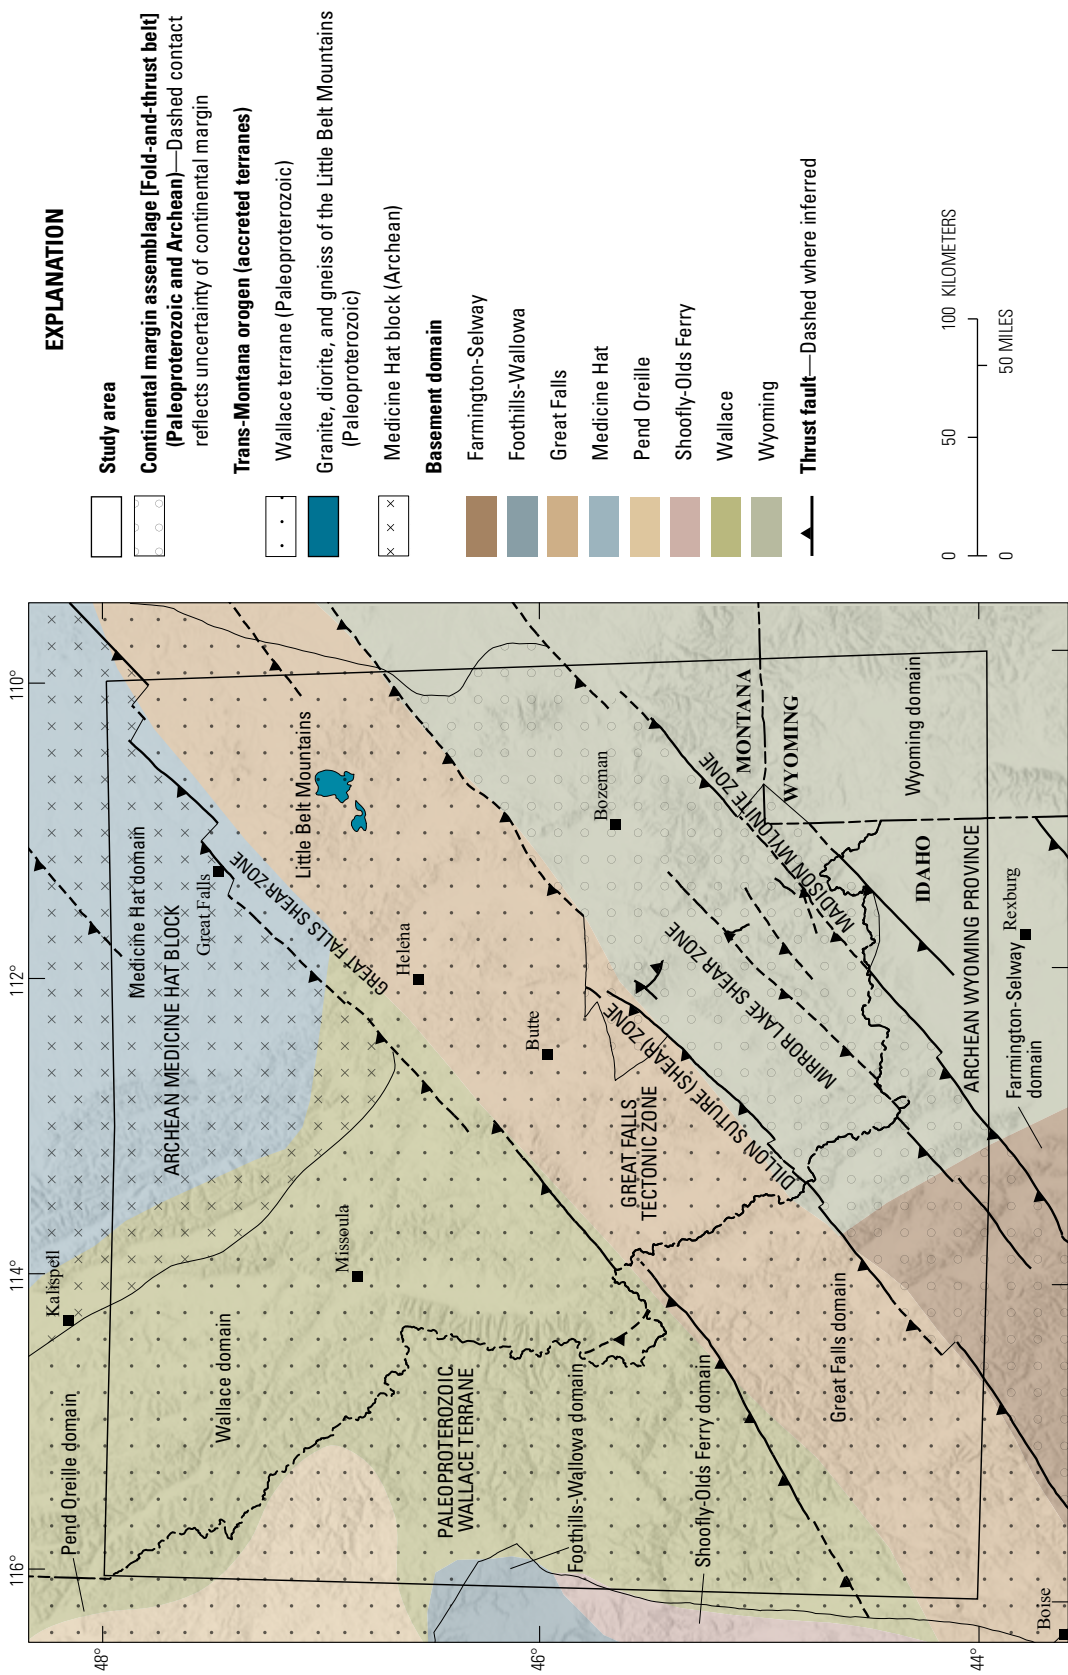 116°
114°
112°
110°
48°
46°
44°
Pend Oreille domain
Kalispell
Wallace domain
Medicine Hat domain
ARCHEAN MEDICINE HAT BLOCK
Great Falls
GREAT FALLS SHEAR ZONE
Little Belt Mountains
Missoula
Helena
PALEOPROTEROZOIC
WALLACE TERRANE
Butte
Bozeman
Foothills-Wallowa domain
GREAT FALLS
TECTONIC ZONE
DILLON SUTURE (SHEAR) ZONE
MIRROR LAKE SHEAR ZONE
MADISON MYLONITE ZONE
MONTANA
WYOMING
Shoofly-Olds Ferry domain
Great Falls domain
IDAHO
Wyoming domain
ARCHEAN WYOMING PROVINCE
Farmington-Selway
domain
Rexburg
Boise
EXPLANATION
Study area
Continental margin assemblage [Fold-and-thrust belt]
(Paleoproterozoic and Archean)—Dashed contact
reflects uncertainty of continental margin
Trans-Montana orogen (accreted terranes)
Wallace terrane (Paleoproterozoic)
Granite, diorite, and gneiss of the Little Belt Mountains
(Paleoproterozoic)
Medicine Hat block (Archean)
Basement domain
Farmington-Selway
Foothills-Wallowa
Great Falls
Medicine Hat
Pend Oreille
Shoofly-Olds Ferry
Wallace
Wyoming
Thrust fault—Dashed where inferred
0 50 100 KILOMETERS
0 50 MILES